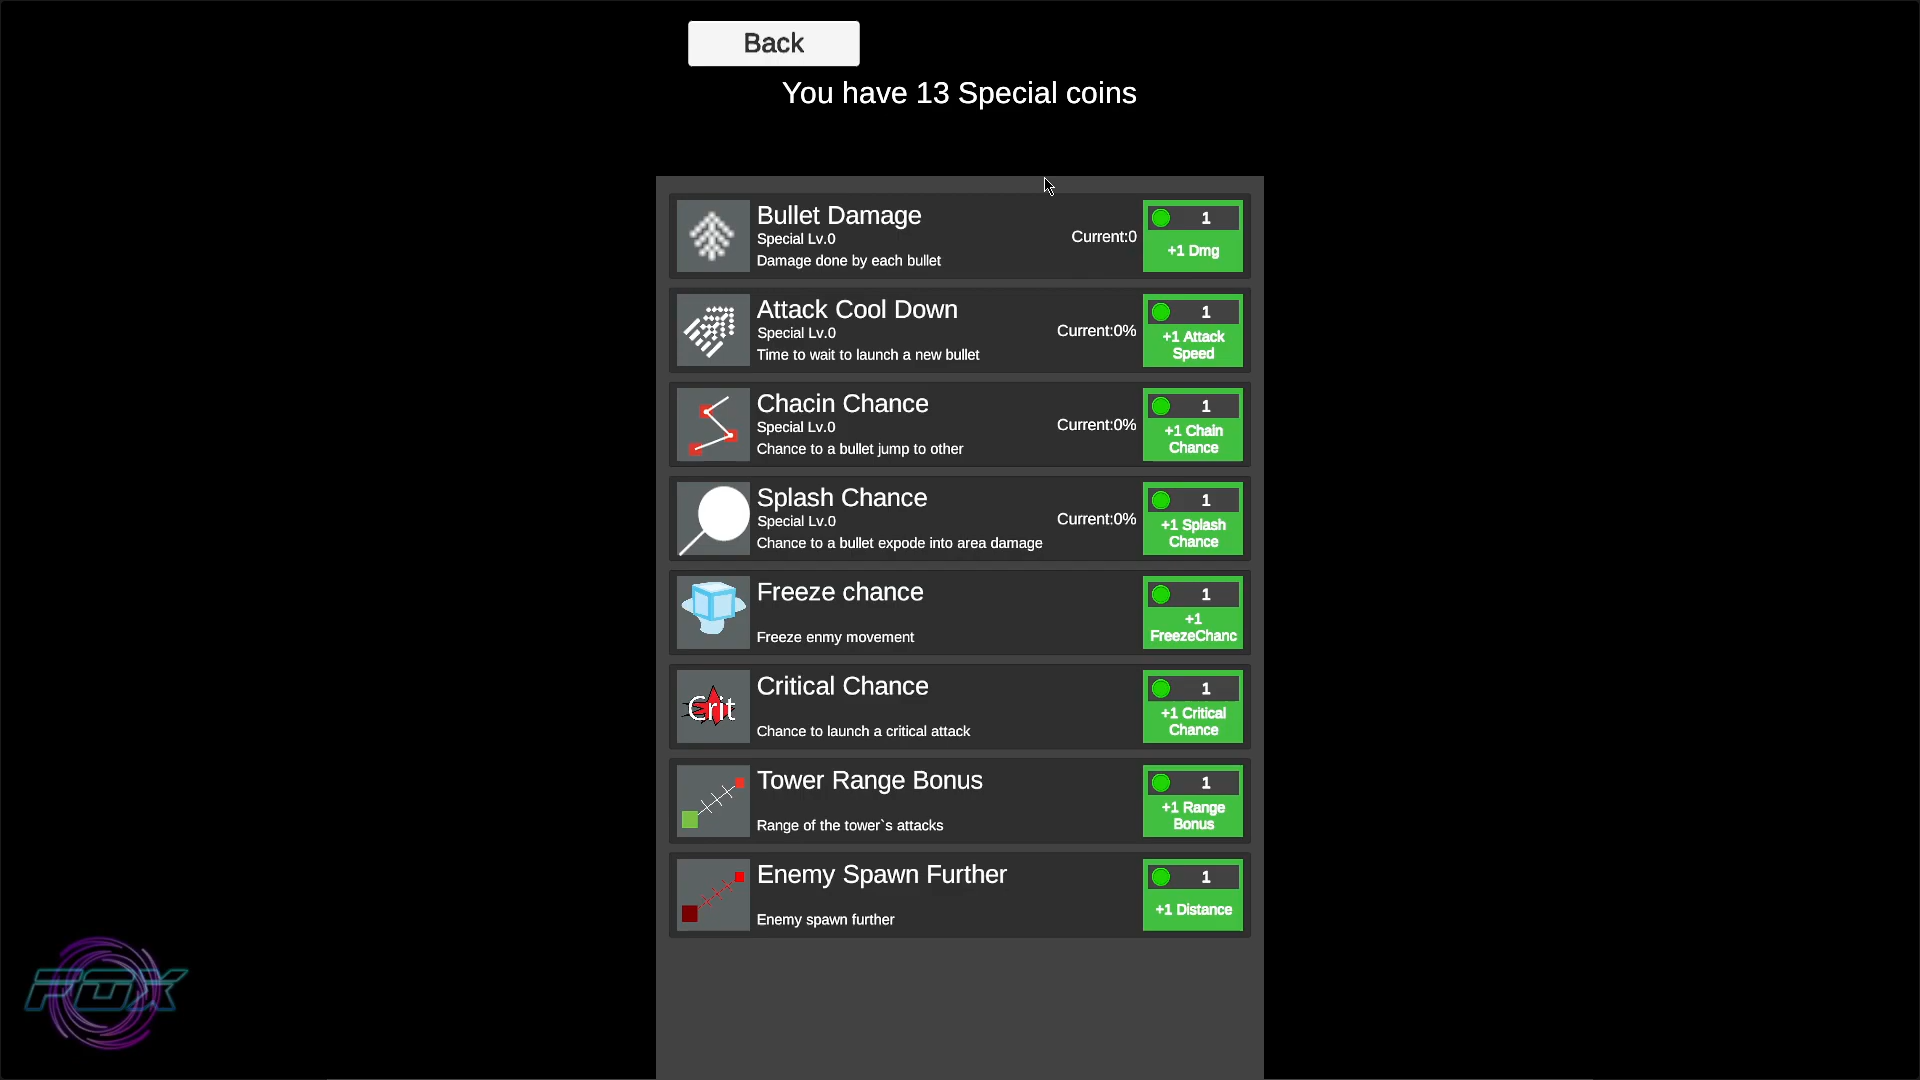 Back
You have 13 Special coins
Bullet Damage
Special Lv.0
Damage done by each bullet
Current:0
1
+1 Dmg
Attack Cool Down
Special Lv.0
Time to wait to launch a new bullet
Current:0%
1
+1 Attack
Speed
Chacin Chance
Special Lv.0
Chance to a bullet jump to other
Current:0%
1
+1 Chain
Chance
Splash Chance
Special Lv.0
Chance to a bullet expode into area damage
Current:0%
1
+1 Splash
Chance
Freeze chance
Freeze enmy movement
1
+1
FreezeChanc
Crit
Critical Chance
Chance to launch a critical attack
1
+1 Critical
Chance
Tower Range Bonus
Range of the tower`s attacks
1
+1 Range
Bonus
Enemy Spawn Further
Enemy spawn further
1
+1 Distance
FOX